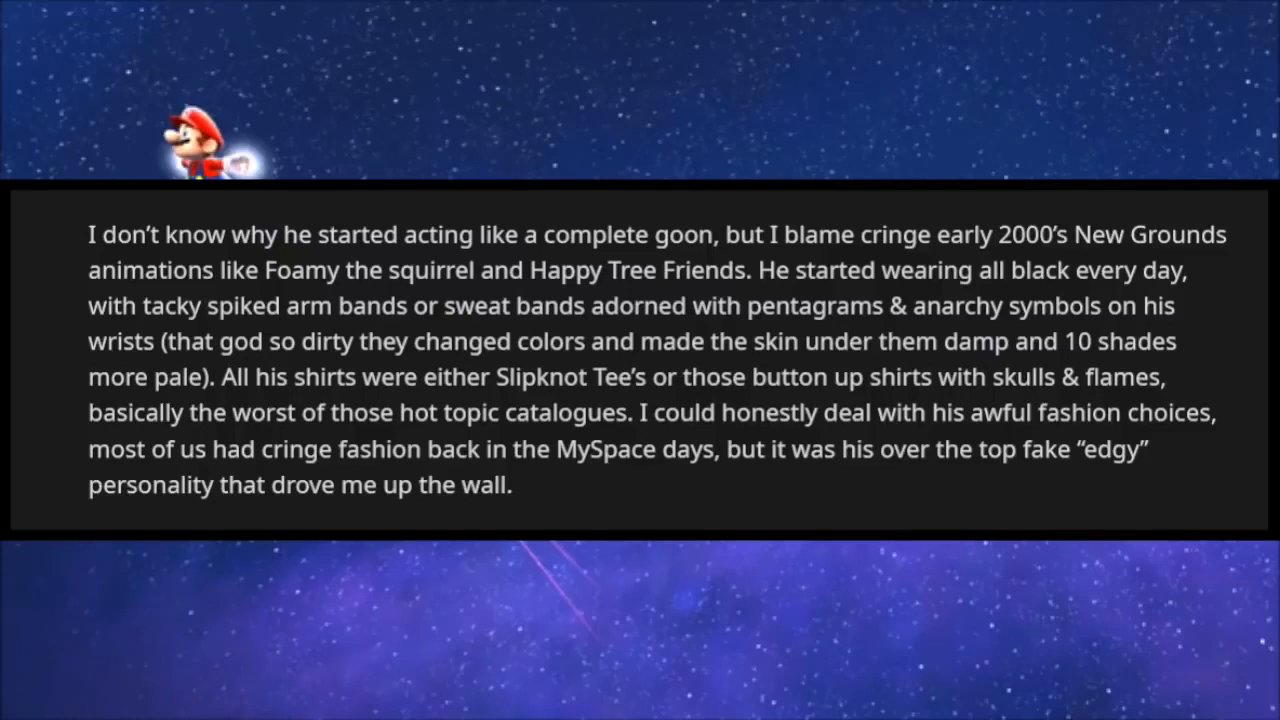 I don’t know why he started acting like a complete goon, but I blame cringe early 2000’s New Grounds
animations like Foamy the squirrel and Happy Tree Friends. He started wearing all black every day,
with tacky spiked arm bands or sweat bands adorned with pentagrams & anarchy symbols on his
wrists (that god so dirty they changed colors and made the skin under them damp and 10 shades
more pale). All his shirts were either Slipknot Tee’s or those button up shirts with skulls & flames,
basically the worst of those hot topic catalogues. I could honestly deal with his awful fashion choices,
most of us had cringe fashion back in the MySpace days, but it was his over the top fake “edgy”
personality that drove me up the wall.